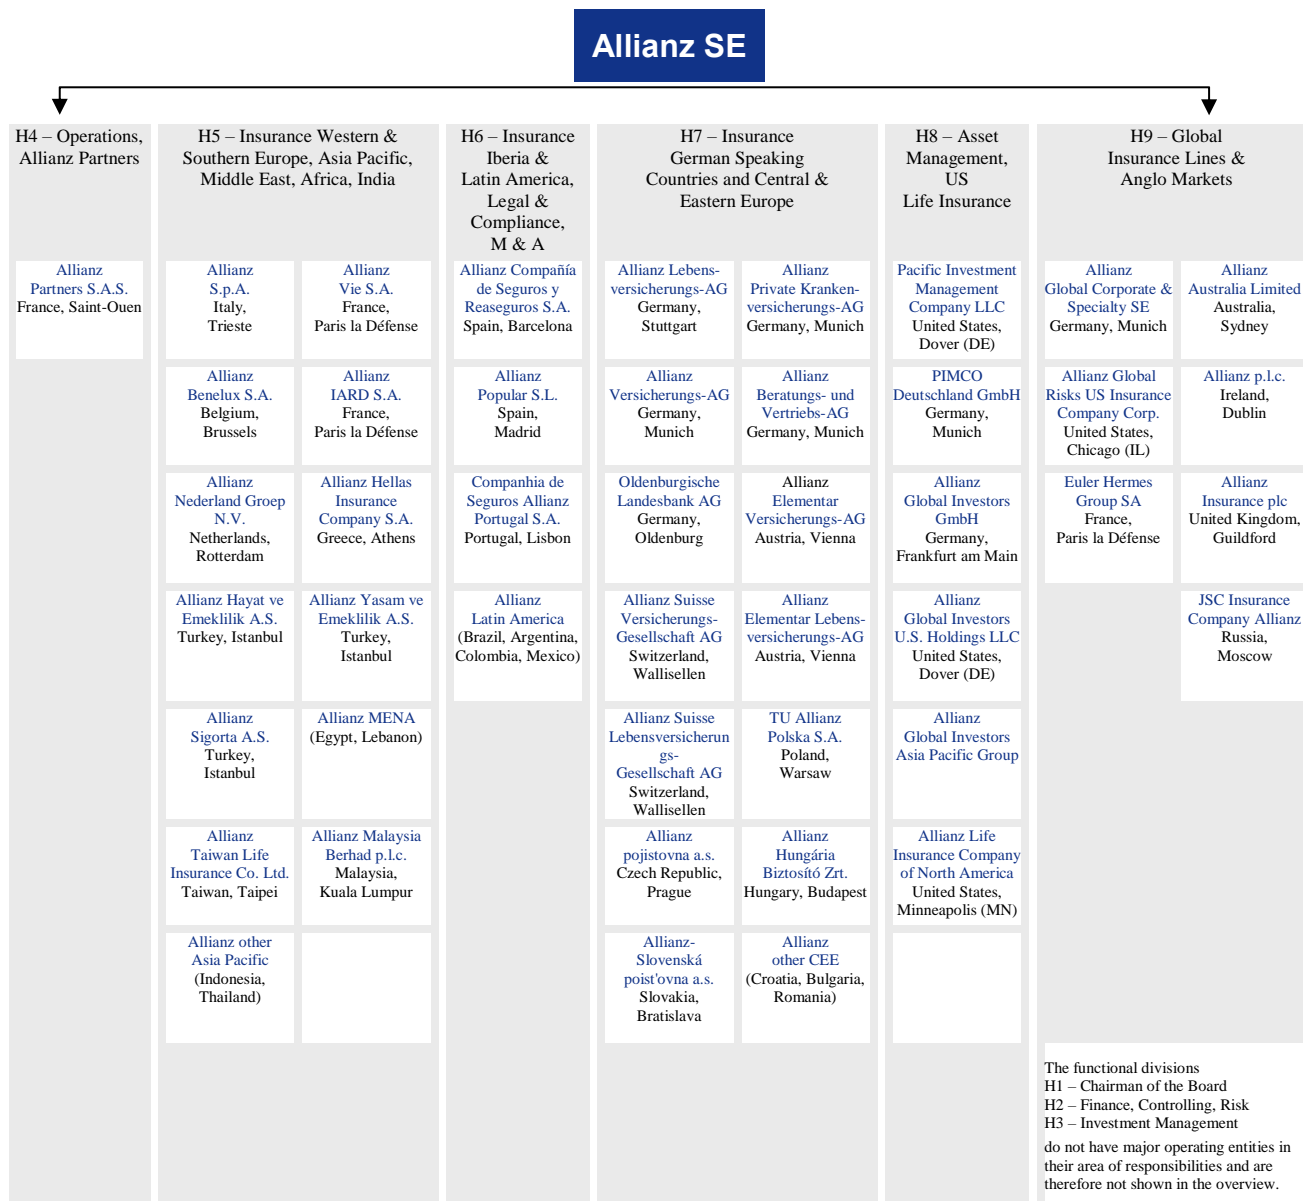 Allianz SE
H4 – Operations,
Allianz Partners
H5 – Insurance Western &
Southern Europe, Asia Pacific,
Middle East, Africa, India
H6 – Insurance
Iberia &
Latin America,
Legal &
Compliance,
M & A
H7 – Insurance
German Speaking
Countries and Central &
Eastern Europe
H8 – Asset
Management,
US
Life Insurance
H9 – Global
Insurance Lines &
Anglo Markets
Allianz
Partners S.A.S.
France, Saint-Ouen
Allianz
S.p.A.
Italy,
Trieste
Allianz
Vie S.A.
France,
Paris la Défense
Allianz
Benelux S.A.
Belgium,
Brussels
Allianz
IARD S.A.
France,
Paris la Défense
Allianz
Nederland Groep
N.V.
Netherlands,
Rotterdam
Allianz Hellas
Insurance
Company S.A.
Greece, Athens
Allianz Hayat ve
Emeklilik A.S.
Turkey, Istanbul
Allianz Yasam ve
Emeklilik A.S.
Turkey,
Istanbul
Allianz
Sigorta A.S.
Turkey,
Istanbul
Allianz MENA
(Egypt, Lebanon)
Allianz
Taiwan Life
Insurance Co. Ltd.
Taiwan, Taipei
Allianz Malaysia
Berhad p.l.c.
Malaysia,
Kuala Lumpur
Allianz other
Asia Pacific
(Indonesia,
Thailand)
Allianz Compañía
de Seguros y
Reaseguros S.A.
Spain, Barcelona
Allianz
Popular S.L.
Spain,
Madrid
Companhia de
Seguros Allianz
Portugal S.A.
Portugal, Lisbon
Allianz
Latin America
(Brazil, Argentina,
Colombia, Mexico)
Allianz Lebens-
versicherungs-AG
Germany,
Stuttgart
Allianz
Private Kranken-
versicherungs-AG
Germany, Munich
Allianz
Versicherungs-AG
Germany,
Munich
Allianz
Beratungs- und
Vertriebs-AG
Germany, Munich
Oldenburgische
Landesbank AG
Germany,
Oldenburg
Allianz
Elementar
Versicherungs-AG
Austria, Vienna
Allianz Suisse
Versicherungs-
Gesellschaft AG
Switzerland,
Wallisellen
Allianz
Elementar Lebens-
versicherungs-AG
Austria, Vienna
Allianz Suisse
Lebensversicherun
gs-
Gesellschaft AG
Switzerland,
Wallisellen
TU Allianz
Polska S.A.
Poland,
Warsaw
Allianz
pojistovna a.s.
Czech Republic,
Prague
Allianz
Hungária
Biztosító Zrt.
Hungary, Budapest
Allianz-
Slovenská
poist'ovna a.s.
Slovakia,
Bratislava
Allianz
other CEE
(Croatia, Bulgaria,
Romania)
Pacific Investment
Management
Company LLC
United States,
Dover (DE)
PIMCO
Deutschland GmbH
Germany,
Munich
Allianz
Global Investors
GmbH
Germany,
Frankfurt am Main
Allianz
Global Investors
U.S. Holdings LLC
United States,
Dover (DE)
Allianz
Global Investors
Asia Pacific Group
Allianz Life
Insurance Company
of North America
United States,
Minneapolis (MN)
Allianz
Global Corporate &
Specialty SE
Germany, Munich
Allianz
Australia Limited
Australia,
Sydney
Allianz Global
Risks US Insurance
Company Corp.
United States,
Chicago (IL)
Allianz p.l.c.
Ireland,
Dublin
Euler Hermes
Group SA
France,
Paris la Défense
Allianz
Insurance plc
United Kingdom,
Guildford
JSC Insurance
Company Allianz
Russia,
Moscow
The functional divisions
H1 – Chairman of the Board
H2 – Finance, Controlling, Risk
H3 – Investment Management
do not have major operating entities in
their area of responsibilities and are
therefore not shown in the overview.